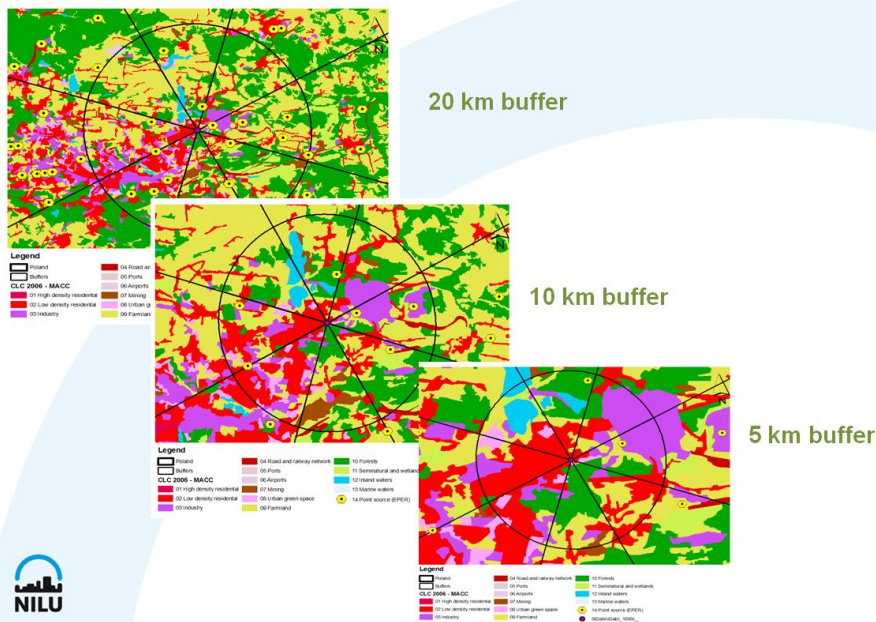 20 km buffer
Legend
Poland
Buffers
CLC 2006 - MACC
01 High density residential
02 Low density residential
03 Industry
04 Road an
05 Ports
06 Airports
07 Mining
08 Urban g
09 Farmlan
10 km buffer
Legend
Poland
Buffers
CLC 2006 - MACC
01 High density residential
02 Low density residential
03 Industry
04 Road and railway network
05 Ports
06 Airports
07 Mining
08 Urban green space
09 Farmland
10 Forests
11 Seminatural and wetland
12 Inland waters
13 Marine waters
14 Point source (EPER)
5 km buffer
Legend
Poland
Buffers
CLC 2006 - MACC
01 High density residential
02 Low density residential
03 Industry
04 Road and railway network
05 Ports
06 Airports
07 Mining
08 Urban green space
09 Farmland
10 Forests
11 Seminatural and wetlands
12 Inland waters
13 Marine waters
14 Point source (EPER)
NILU